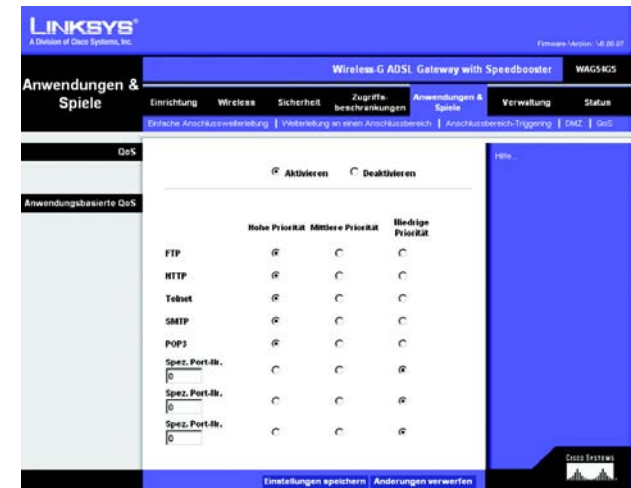 LINKSYS®
A Division of Cisco Systems, Inc.
Firmware-Version: V0.00.07
Wireless-G ADSL Gateway with Speedbooster WAG54GS
Anwendungen & Spiele
Einrichtung Wireless Sicherheit Zugriffs-beschränkungen Anwendungen & Spiele Verwaltung Status
Einfache Anschlussweiterleitung | Weiterleitung an einen Anschlussbereich | Anschlussbereich-Triggering | DMZ | QoS
QoS
Aktivieren Deaktivieren
Hilfe...
Anwendungsbasierte QoS
Hohe Priorität Mittlere Priorität Niedrige Priorität
FTP
HTTP
Telnet
SMTP
POP3
Spez. Port-Nr.
0
Spez. Port-Nr.
0
Spez. Port-Nr.
0
Einstellungen speichern Änderungen verwerfen
CISCO SYSTEMS